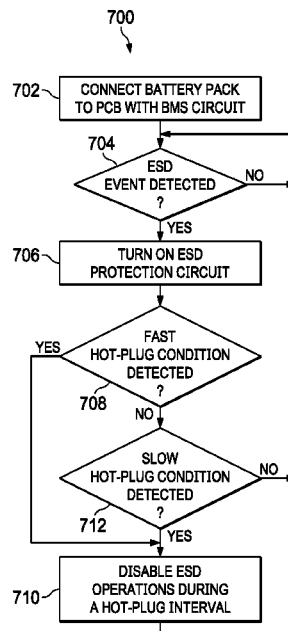 700
702
CONNECT BATTERY PACK
TO PCB WITH BMS CIRCUIT
704
ESD
EVENT DETECTED
?
NO
YES
706
TURN ON ESD
PROTECTION CIRCUIT
YES
FAST
HOT-PLUG CONDITION
DETECTED
?
708
NO
SLOW
HOT-PLUG CONDITION
DETECTED
?
NO
712
YES
710
DISABLE ESD
OPERATIONS DURING
A HOT-PLUG INTERVAL